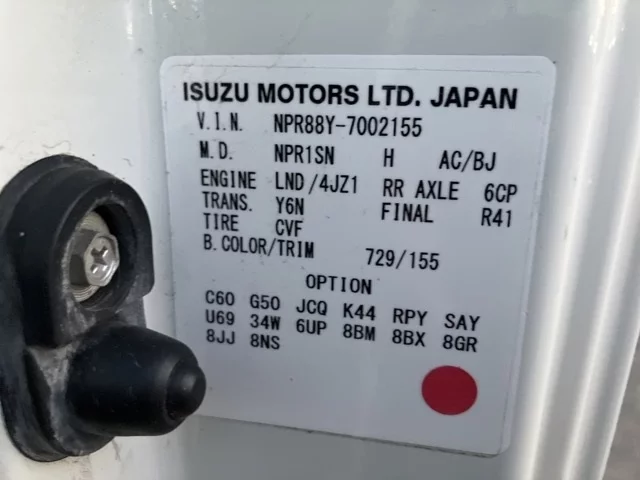 ISUZU MOTORS LTD. JAPAN
V.I.N. NPR88Y-7002155
M.D. NPR1SN H AC/BJ
ENGINE LND/4JZ1 RR AXLE 6CP
TRANS. Y6N FINAL R41
TIRE CVF
B.COLOR/TRIM 729/155
OPTION
C60 G50 JCQ K44 RPY SAY
U69 34W 6UP 8BM 8BX 8GR
8JJ 8NS